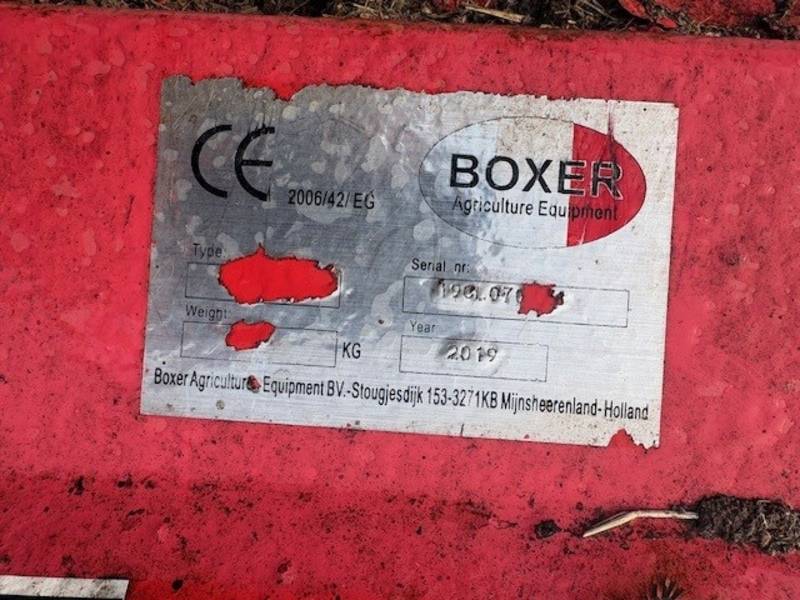 CE
2006/42/EG
BOXER
Agriculture Equipment
Type:
Serial nr:
Weight:
KG
Year
2019
Boxer Agriculture Equipment BV.-Stougjesdijk 153-3271KB Mijnsheerenland-Holland